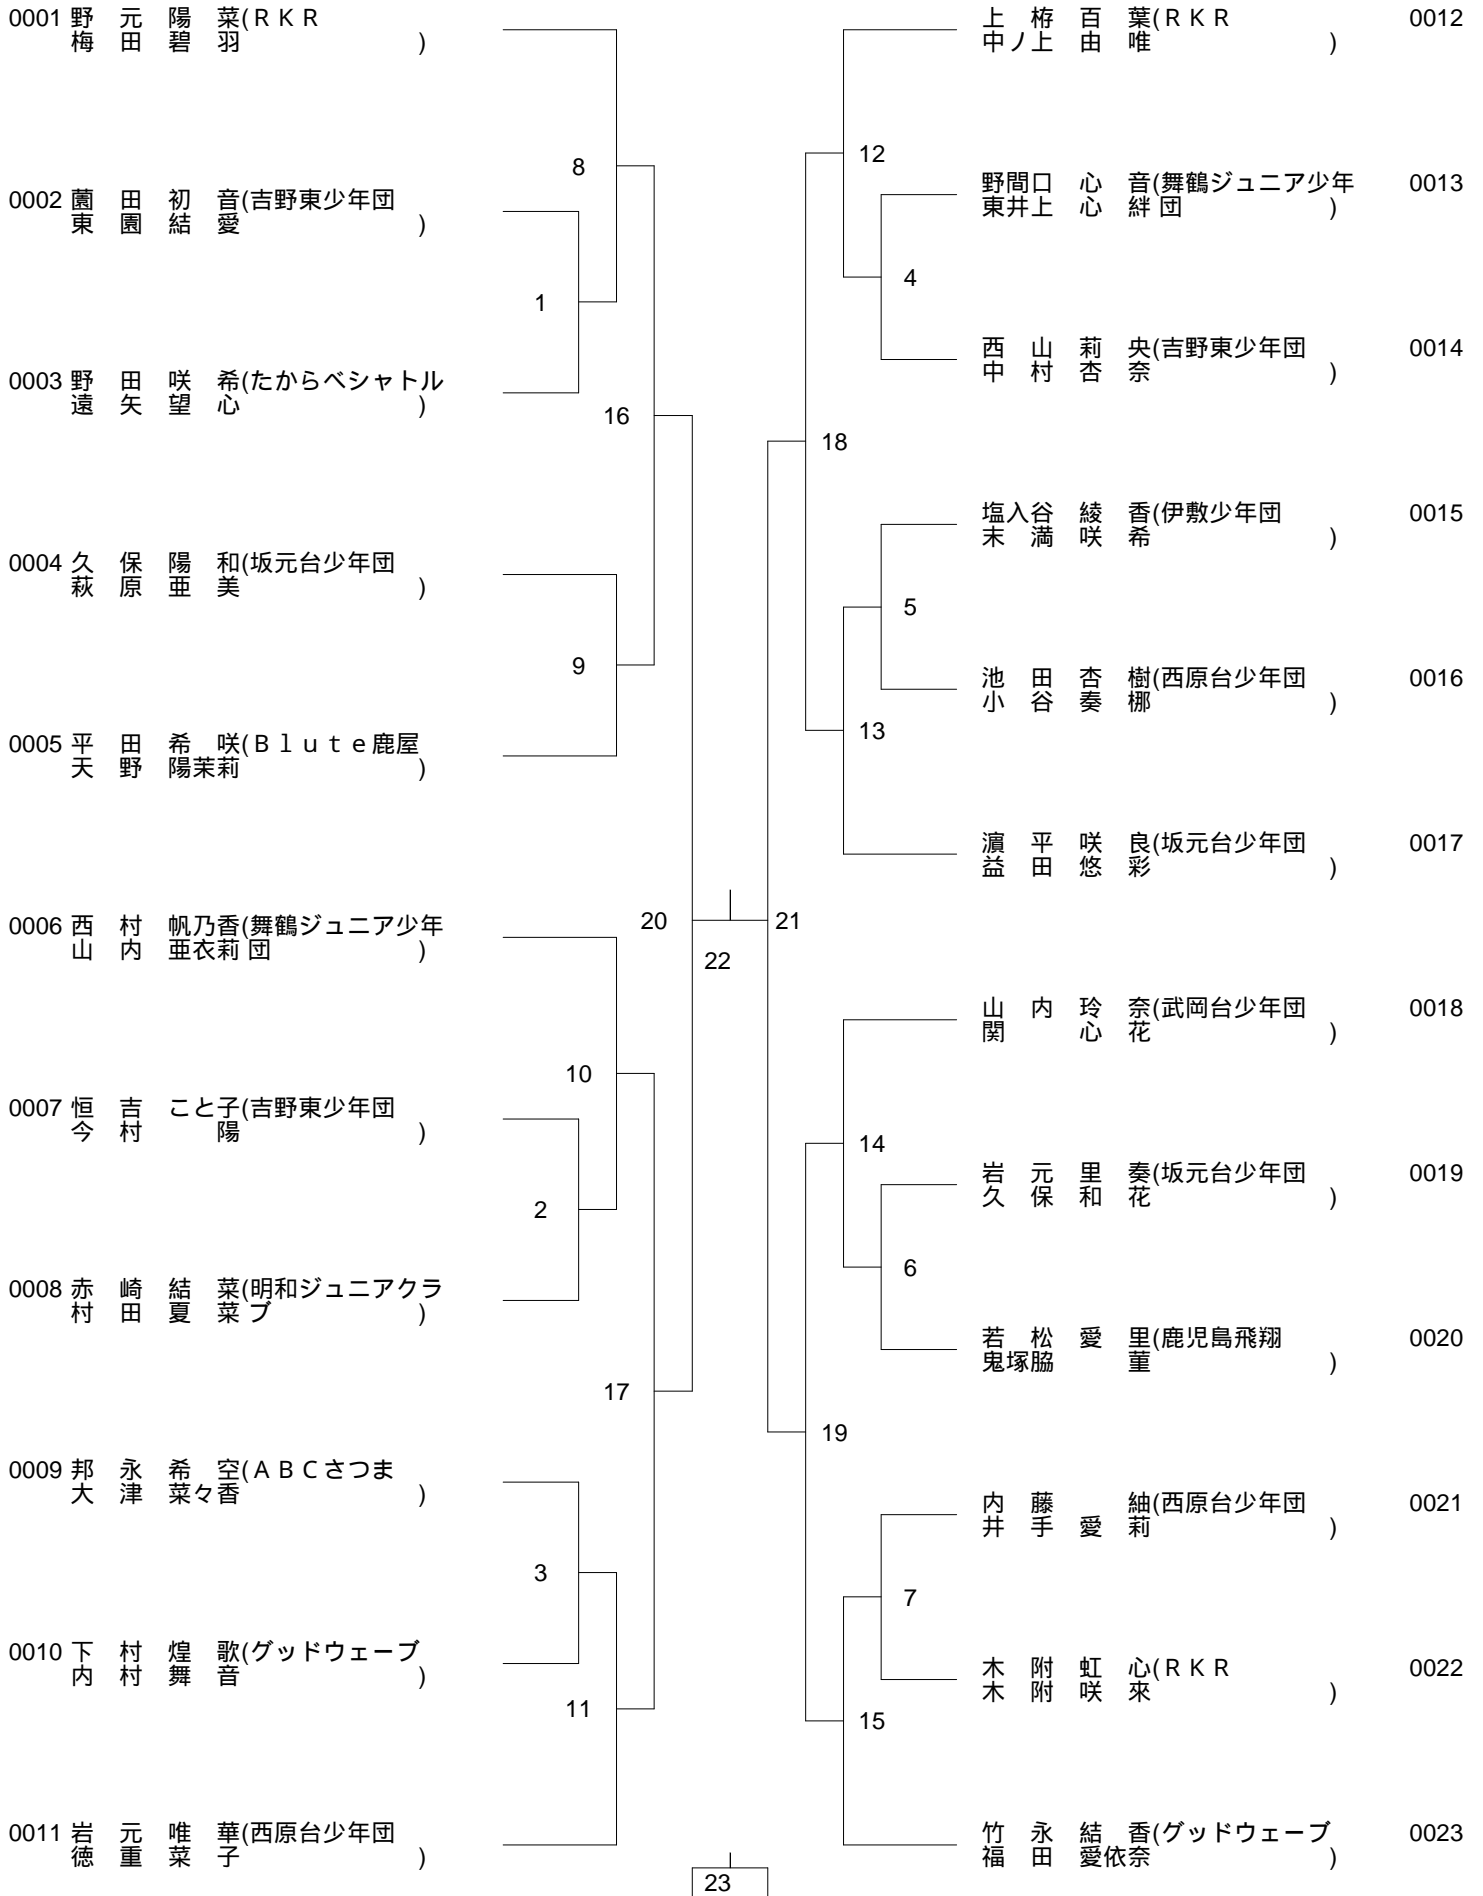 0001 野 元 陽 菜(ＲＫＲ
梅 田 碧 羽 )
8
0002 薗 田 初 音(吉野東少年団
東 園 結 愛 )
1
0003 野 田 咲 希(たからべシャトル
遠 矢 望 心 )
16
0004 久 保 陽 和(坂元台少年団
萩 原 亜 美 )
9
0005 平 田 希 咲(Ｂｌｕｔｅ鹿屋
天 野 陽茉莉 )
20
0006 西 村 帆乃香(舞鶴ジュニア少年
山 内 亜衣莉 団 )
10
0007 恒 吉 こと子(吉野東少年団
今 村 陽 )
2
0008 赤 崎 結 菜(明和ジュニアクラ
村 田 夏 菜 ブ )
17
0009 邦 永 希 空(ＡＢＣさつま
大 津 菜々香 )
3
0010 下 村 煌 歌(グッドウェーブ
内 村 舞 音 )
11
0011 岩 元 唯 華(西原台少年団
徳 重 菜 子 )
22
23
上 栫 百 葉(ＲＫＲ 0012
中ノ上 由 唯 )
12
野間口 心 音(舞鶴ジュニア少年 0013
東井上 心 絆 団 )
4
西 山 莉 央(吉野東少年団 0014
中 村 杏 奈 )
18
塩入谷 綾 香(伊敷少年団 0015
末 満 咲 希 )
5
池 田 杏 樹(西原台少年団 0016
小 谷 奏 梛 )
13
濵 平 咲 良(坂元台少年団 0017
益 田 悠 彩 )
21
山 内 玲 奈(武岡台少年団 0018
関 心 花 )
14
岩 元 里 奏(坂元台少年団 0019
久 保 和 花 )
6
若 松 愛 里(鹿児島飛翔 0020
鬼塚脇 菫 )
19
内 藤 紬(西原台少年団 0021
井 手 愛 莉 )
7
木 附 虹 心(ＲＫＲ 0022
木 附 咲 來 )
15
竹 永 結 香(グッドウェーブ 0023
福 田 愛依奈 )